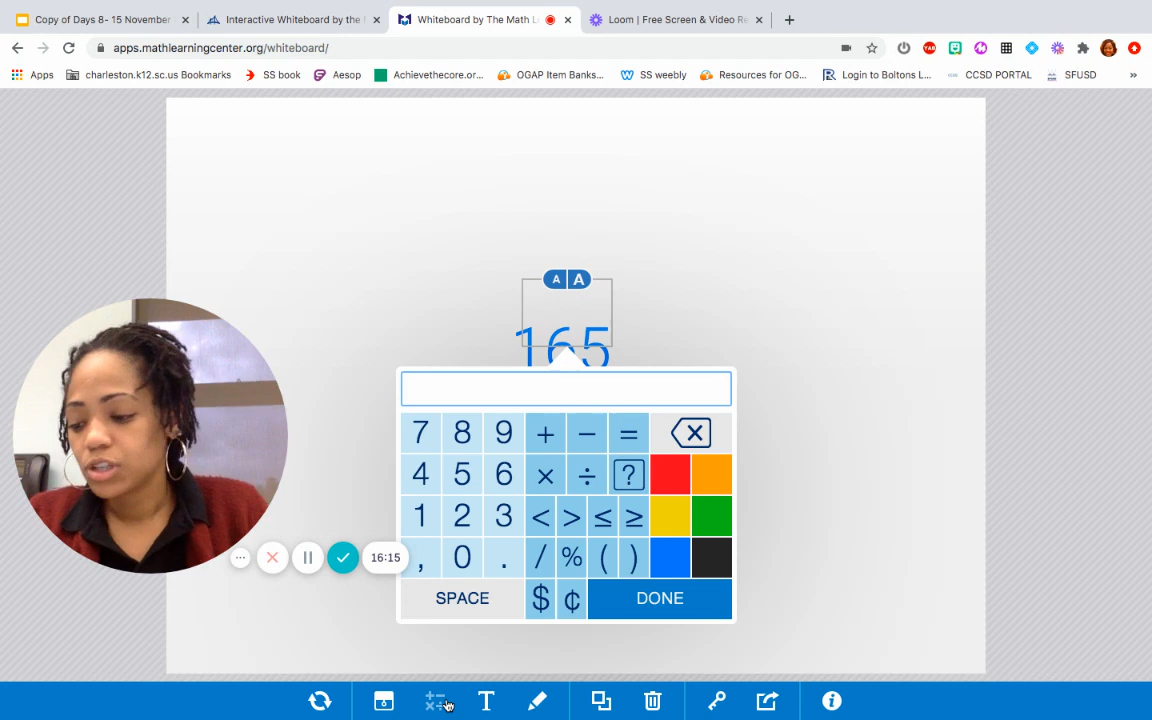 Copy of Days 8- 15 November
Interactive Whiteboard by the
Whiteboard by The Math L
Loom | Free Screen & Video Re
apps.mathlearningcenter.org/whiteboard/
Apps
charleston.k12.sc.us Bookmarks
SS book
Aesop
Achievethecore.or...
OGAP Item Banks...
SS weekly
Resources for OG...
Login to Boltons L...
CCSD PORTAL
SFUSD
»
A A
165
7 8 9 + − =
4 5 6 × ÷ ?
1 2 3 < > ≤ ≥
, 0 . / % ( )
SPACE $ ¢ DONE
16:15
T